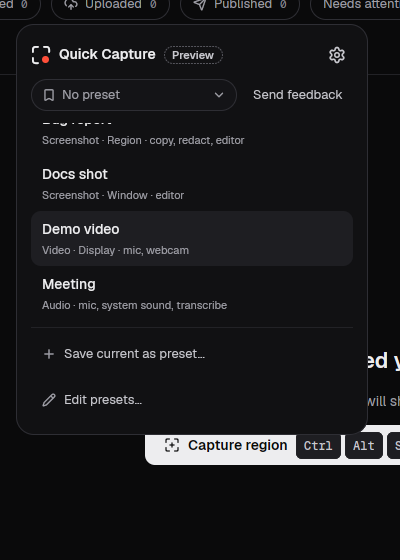 Uploaded 0
Published 0
Needs
Quick Capture Preview
No preset
Send feedback
Bug report
Screenshot · Region · copy, redact, editor
Docs shot
Screenshot · Window · editor
Demo video
Video · Display · mic, webcam
Meeting
Audio · mic, system sound, transcribe
Save current as preset...
Edit presets...
Capture region Ctrl Alt